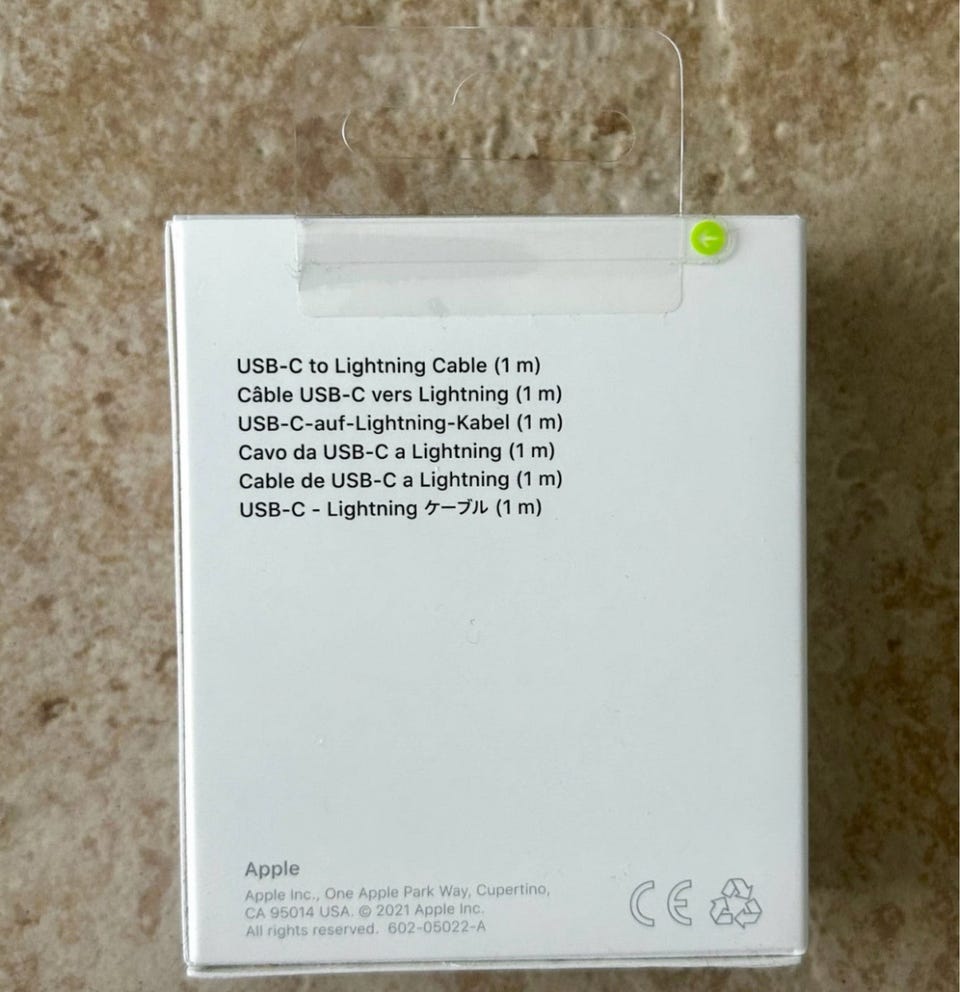 USB-C to Lightning Cable (1 m)
Câble USB-C vers Lightning (1 m)
USB-C-auf-Lightning-Kabel (1 m)
Cavo da USB-C a Lightning (1 m)
Cable de USB-C a Lightning (1 m)
USB-C - Lightning ケーブル (1 m)
Apple
Apple Inc., One Apple Park Way, Cupertino,
CA 95014 USA. © 2021 Apple Inc.
All rights reserved. 602-05022-A
CE